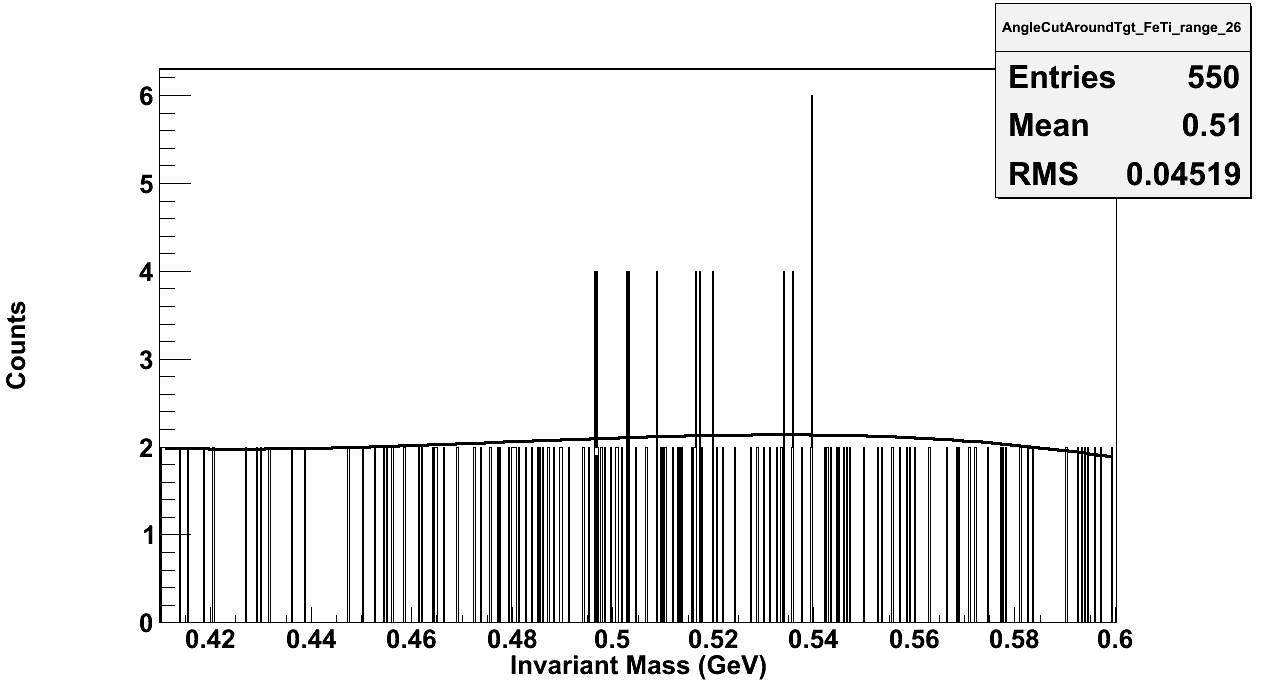 AngleCutAroundTgt_FeTi_range_26
Entries 550
Mean 0.51
RMS 0.04519
6
5
4
3
2
1
0
Counts
0.42 0.44 0.46 0.48 0.5 0.52 0.54 0.56 0.58 0.6
Invariant Mass (GeV)